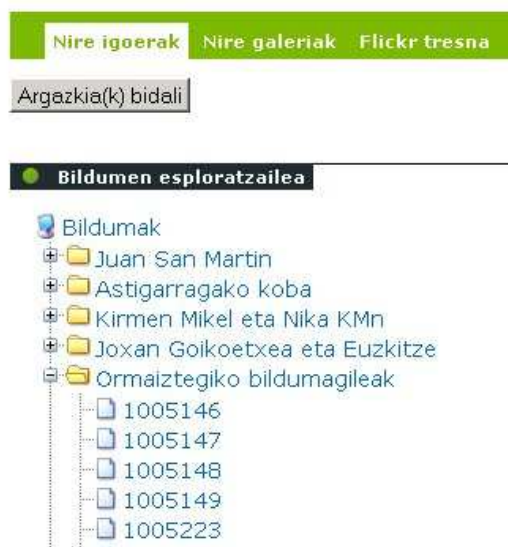 Nire igoerak Nire galeriak Flickr tresna
Argazkia(k) bidali
Bildumen esploratzailea
Bildumak
Juan San Martin
Astigarragako koba
Kirmen Mikel eta Nika KMn
Joxan Goikoetxea eta Euzkitze
Ormaiztegiko bildumagileak
1005146
1005147
1005148
1005149
1005223